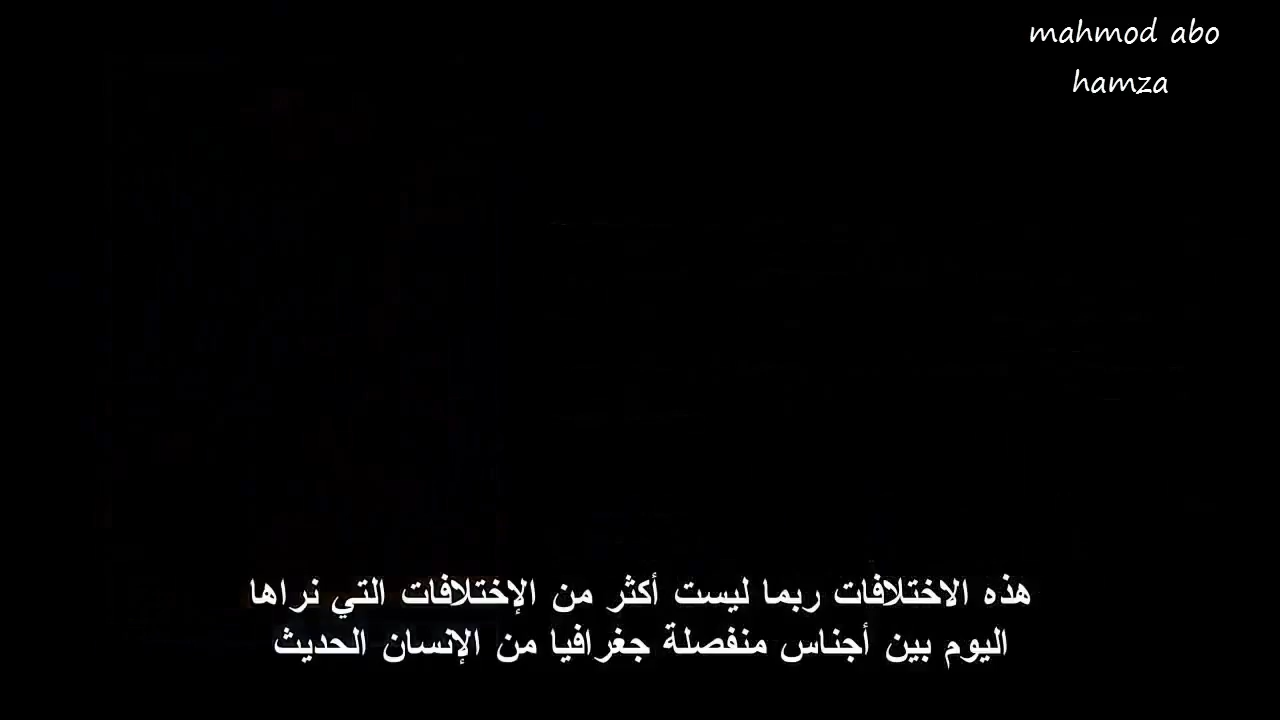 mahmod abo
hamza
هذه الاختلافات ربما ليست أكثر من الإختلافات التي نراها
اليوم بين أجناس منفصلة جغرافيا من الإنسان الحديث